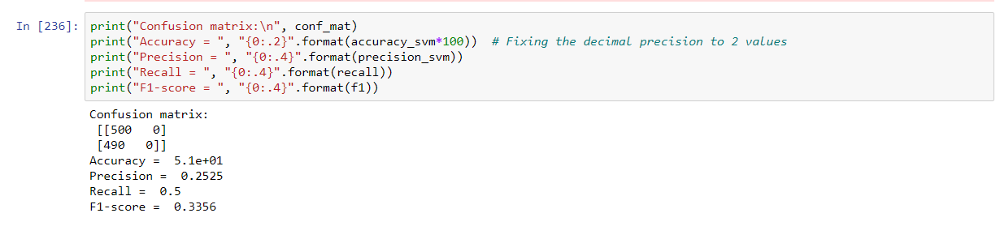 In [236]: print("Confusion matrix:\n", conf_mat)
print("Accuracy = ", "{0:.2}".format(accuracy_svm*100))  # Fixing the decimal precision to 2 values
print("Precision = ", "{0:.4}".format(precision_svm))
print("Recall = ", "{0:.4}".format(recall))
print("F1-score = ", "{0:.4}".format(f1))
Confusion matrix:
 [[500   0]
 [490   0]]
Accuracy =  5.1e+01
Precision =  0.2525
Recall =  0.5
F1-score =  0.3356